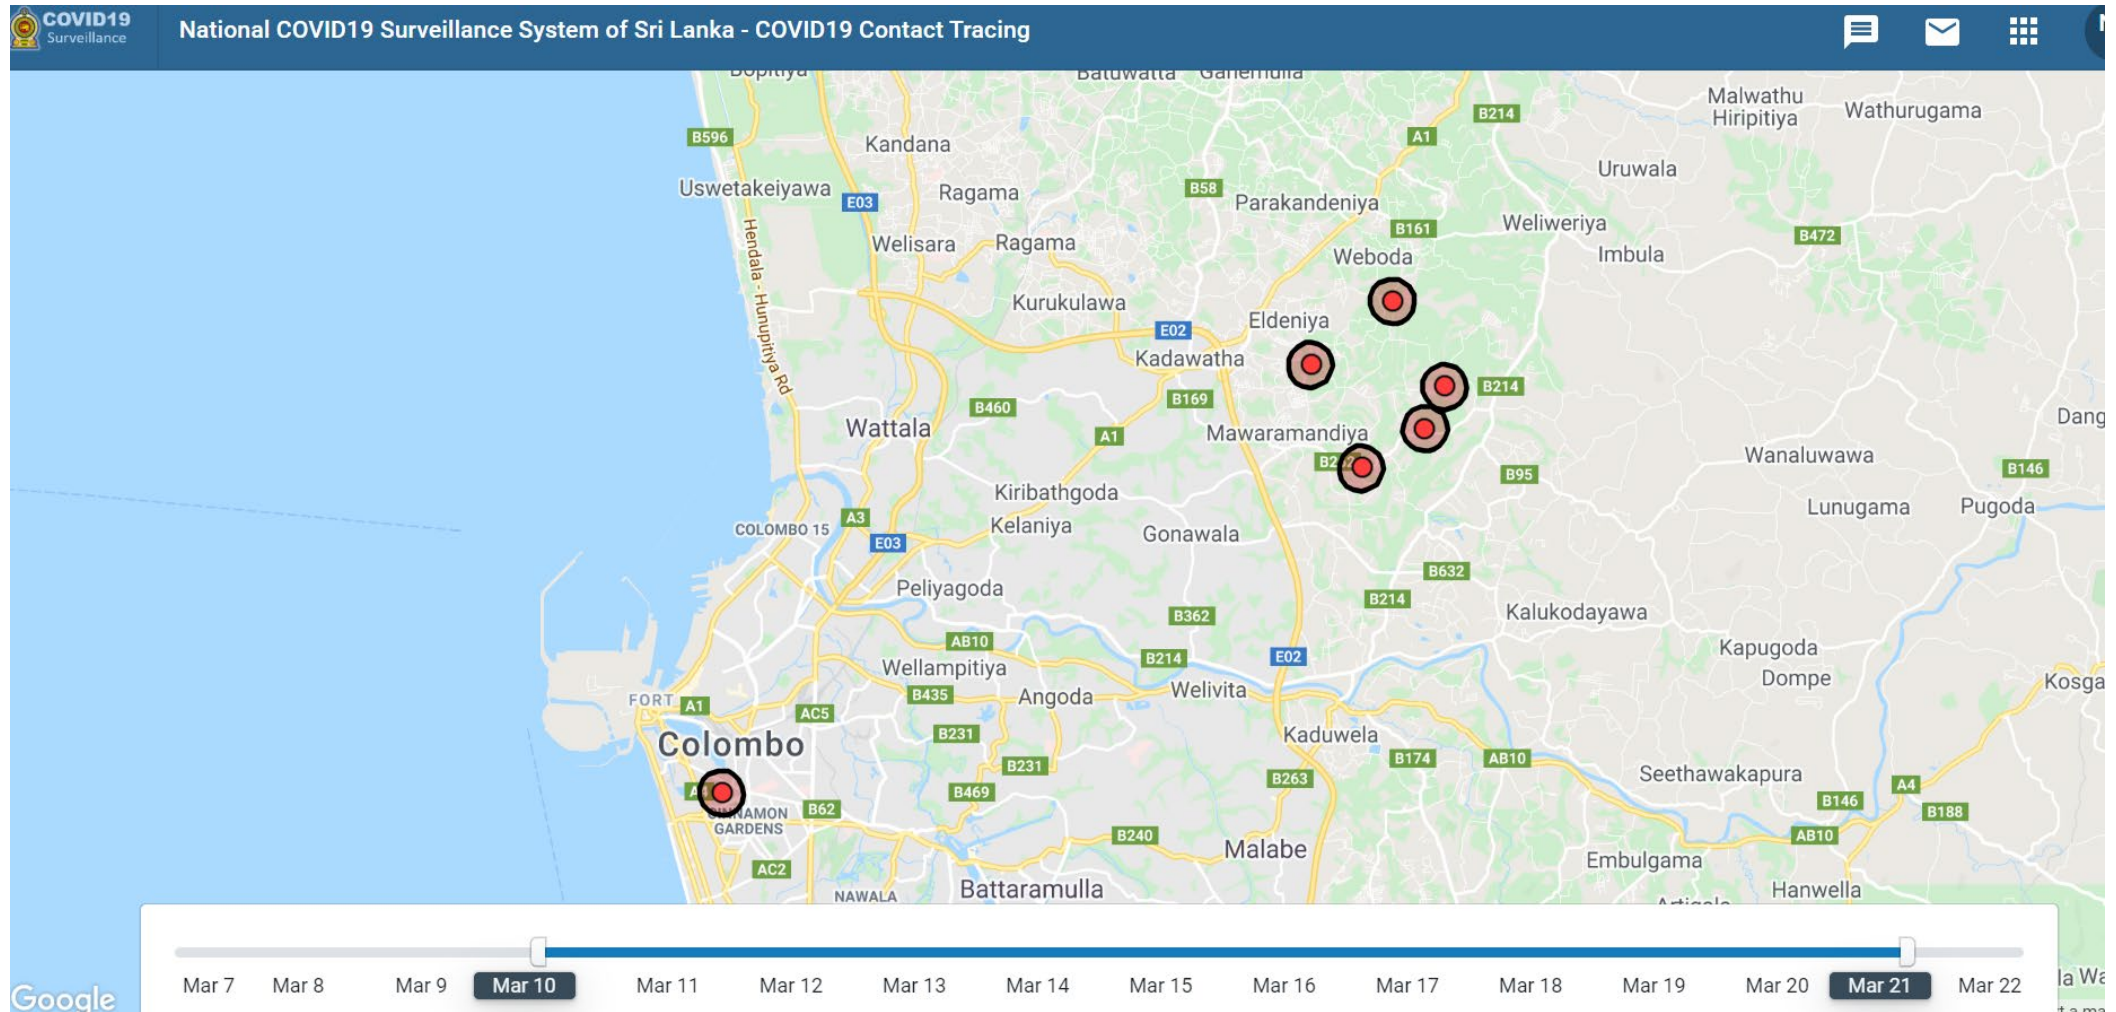 COVID19
Surveillance
National COVID19 Surveillance System of Sri Lanka - COVID19 Contact Tracing
Batuwatta
Ganemulla
Malwathu
Hiripitiya
Wathurugama
B214
B596
A1
Kandana
Uruwala
Uswetakeiyawa
E03
Ragama
B58
Parakandeniya
B161
Weliweriya
B472
Welisara
Ragama
Weboda
Imbula
Hendala - Hunupitiya Rd
Kurukulawa
E02
Eldeniya
Kadawatha
B169
B214
B460
Wattala
A1
Mawaramandiya
Wanaluwawa
B146
B95
Kiribathgoda
Lunugama
Pugoda
COLOMBO 15
A3
Kelaniya
Gonawala
E03
B632
Peliyagoda
B214
B362
Kalukodayawa
AB10
Wellampitiya
B214
E02
Kapugoda
Dompe
B435
Angoda
Welivita
FORT
A1
AC5
B231
Kaduwela
Colombo
B231
B174
AB10
Seethawakapura
B263
A4
B469
B146
B188
B62
GARDENS
B240
AB10
Malabe
Embulgama
AC2
NAWALA
Battaramulla
Hanwella
Mar 7
Mar 8
Mar 9
Mar 10
Mar 11
Mar 12
Mar 13
Mar 14
Mar 15
Mar 16
Mar 17
Mar 18
Mar 19
Mar 20
Mar 21
Mar 22
Google